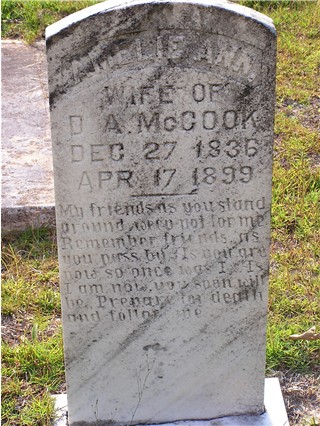 ANN
WIFE OF
D. A. McCOOK
DEC 27 1836
APR 17 1899
My friends as you stand
around weep not for me
Remember friends as
you pass by As you are
now so once was I. As
I am now you soon will
be. Prepare for death
and follow me